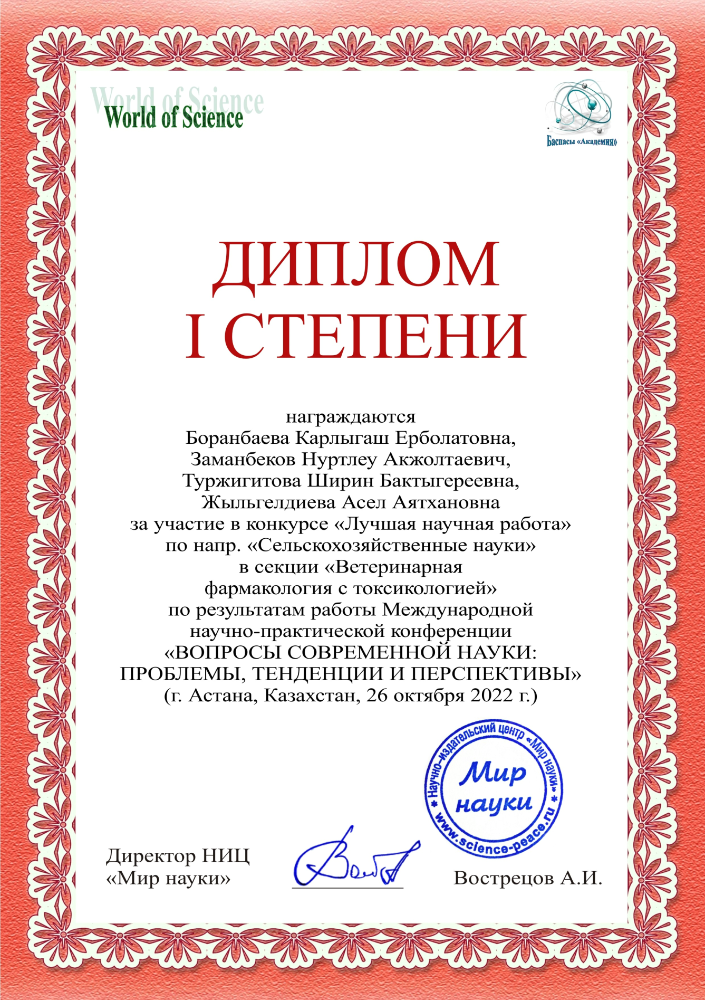 World of Science
World of Science
Баспасы «Академия»
ДИПЛОМ
I СТЕПЕНИ
награждаются
Боранбаева Карлыгаш Ерболатовна,
Заманбеков Нуртлеу Акжолтаевич,
Туржигитова Ширин Бактыгереевна,
Жыльгелдиева Асел Аятхановна
за участие в конкурсе «Лучшая научная работа»
по напр. «Сельскохозяйственные науки»
в секции «Ветеринарная
фармакология с токсикологией»
по результатам работы Международной
научно-практической конференции
«ВОПРОСЫ СОВРЕМЕННОЙ НАУКИ:
ПРОБЛЕМЫ, ТЕНДЕНЦИИ И ПЕРСПЕКТИВЫ»
(г. Астана, Казахстан, 26 октября 2022 г.)
Научно-издательский центр «Мир науки»
Мир
науки
www.science-peace.ru
Директор НИЦ
«Мир науки»
Вострецов А.И.